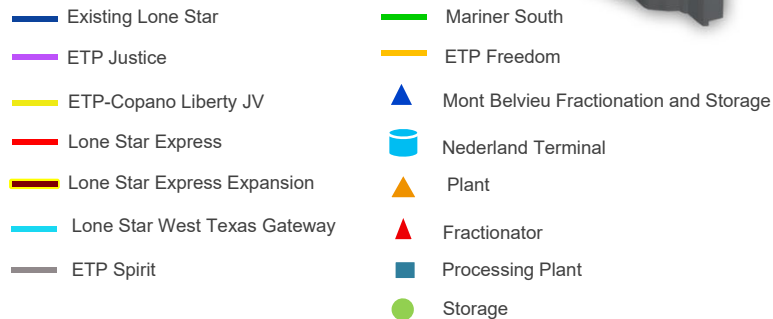 Existing Lone Star
ETP Justice
ETP-Copano Liberty JV
Lone Star Express
Lone Star Express Expansion
Lone Star West Texas Gateway
ETP Spirit
Mariner South
ETP Freedom
Mont Belvieu Fractionation and Storage
Nederland Terminal
Plant
Fractionator
Processing Plant
Storage